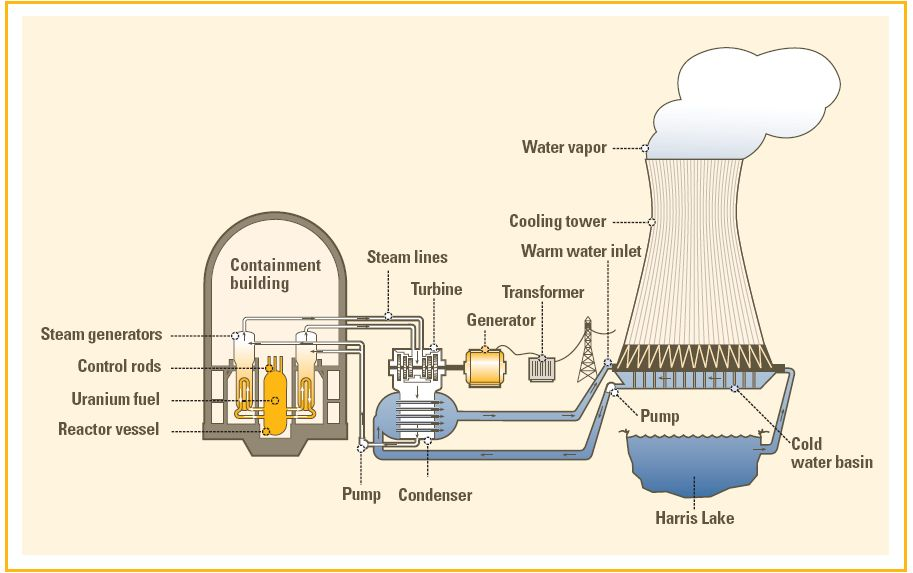 Water vapor
Cooling tower
Containment
building
Steam lines
Warm water inlet
Turbine
Transformer
Generator
Steam generators
Control rods
Uranium fuel
Reactor vessel
Pump
Cold
water basin
Pump
Condenser
Harris Lake